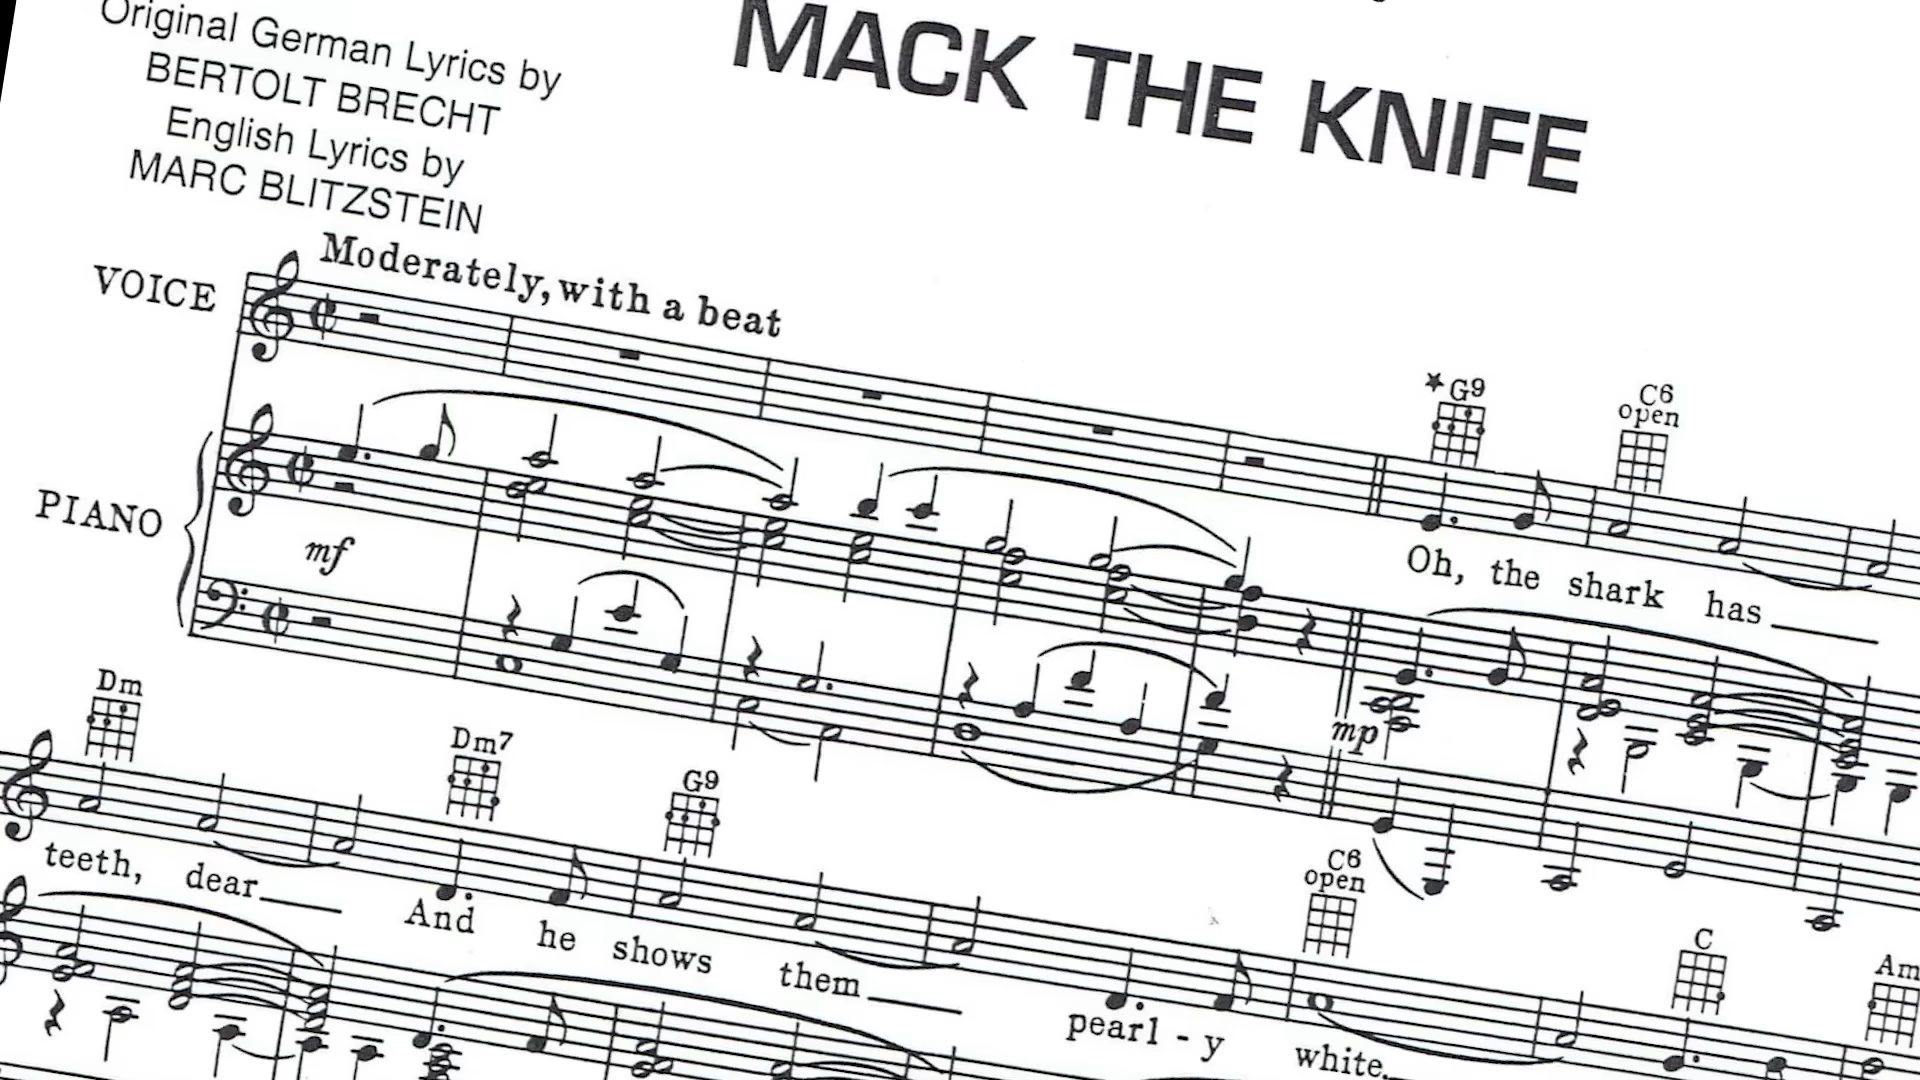 Original German Lyrics by
BERTOLT BRECHT
English Lyrics by
MARC BLITZSTEIN
MACK THE KNIFE
Moderately, with a beat
VOICE
★G9
C6
open
PIANO
mf
Oh, the shark has
mp
Dm
Dm7
G9
C6
open
C
Am
teeth, dear
And he shows them
pearl - y white.